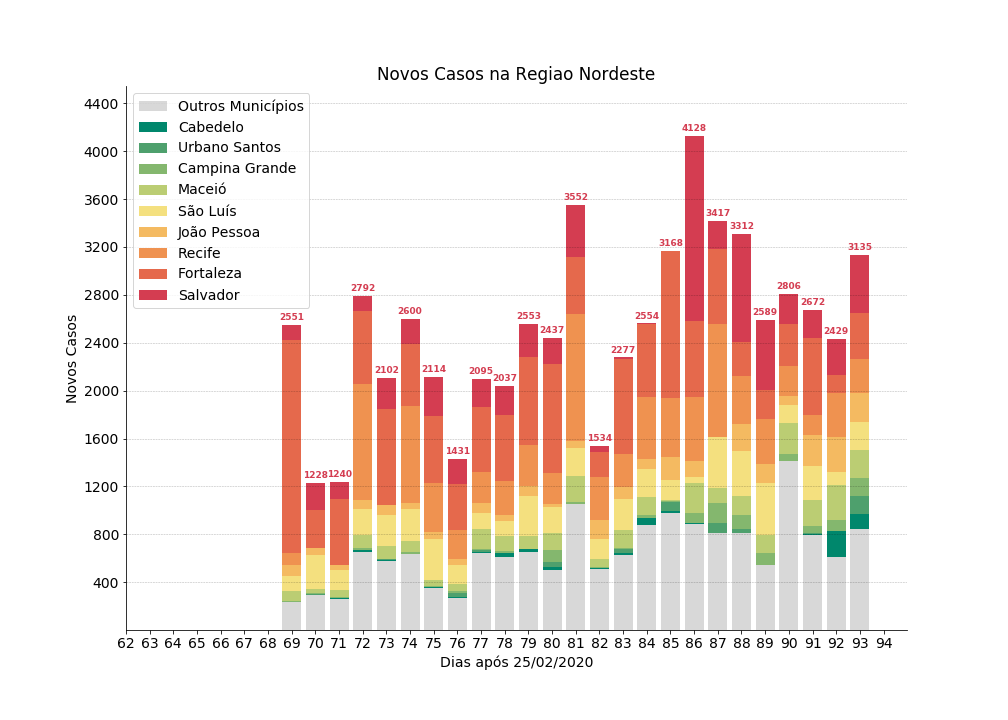 Novos Casos na Regiao Nordeste
Novos Casos
4400
4000
3600
3200
2800
2400
2000
1600
1200
800
400
Outros Municípios
Cabedelo
Urbano Santos
Campina Grande
Maceió
São Luís
João Pessoa
Recife
Fortaleza
Salvador
2551
1228
1240
2792
2102
2600
2114
1431
2095
2037
2553
2437
3552
1534
2277
2554
3168
4128
3417
3312
2589
2806
2672
2429
3135
62 63 64 65 66 67 68 69 70 71 72 73 74 75 76 77 78 79 80 81 82 83 84 85 86 87 88 89 90 91 92 93 94
Dias após 25/02/2020